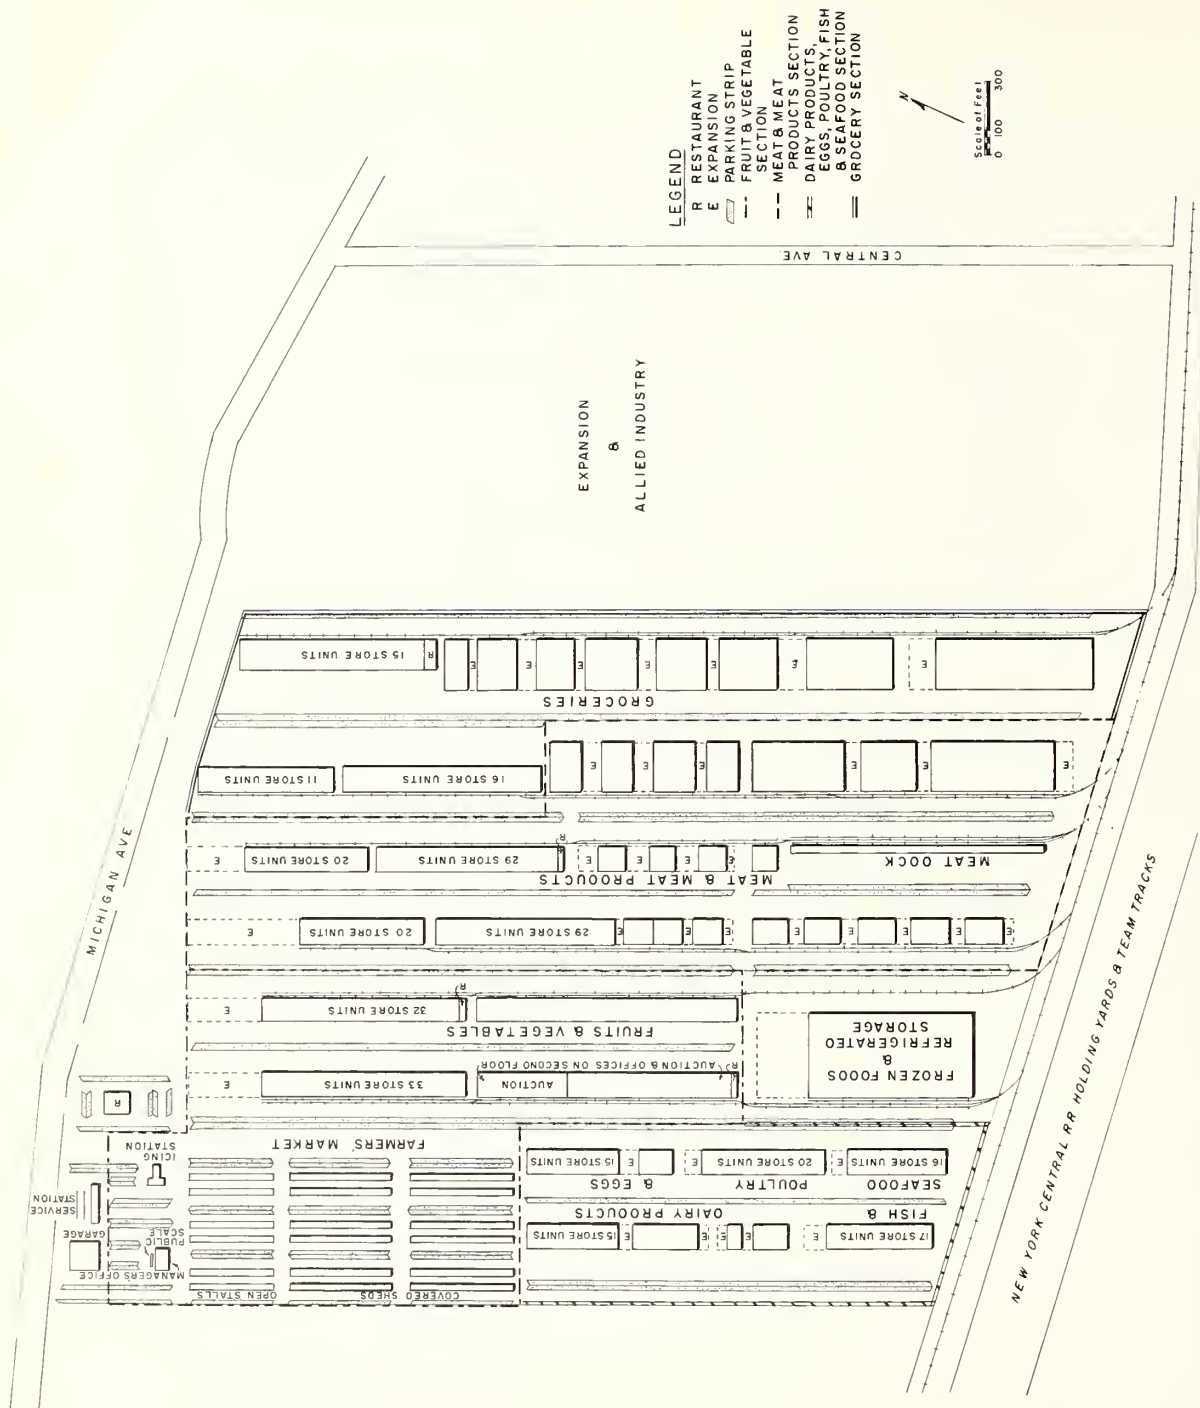 LEGEND
R RESTAURANT
E EXPANSION
PARKING STRIP
FRUIT & VEGETABLE
SECTION
MEAT & MEAT
PRODUCTS SECTION
DAIRY PRODUCTS,
EGGS, POULTRY, FISH
& SEAFOOD SECTION
GROCERY SECTION
N
Scale of Feet
0 100 300
CENTRAL AVE.
EXPANSION
&
ALLIED INDUSTRY
MICHIGAN AVE
NEW YORK CENTRAL RR HOLDING YARDS & TEAM TRACKS
15 STORE UNITS
R
E
E
E
E
E
E
E
GROCERIES
11 STORE UNITS
16 STORE UNITS
E
E
E
E
E
E
R
E
20 STORE UNITS
29 STORE UNITS
E
E
E
E
MEAT DOCK
MEAT & MEAT PRODUCTS
E
20 STORE UNITS
29 STORE UNITS
E
E
E
E
E
E
E
E
R
E
32 STORE UNITS
FRUITS & VEGETABLES
AUCTIONS & OFFICES ON SECOND FLOOR
R
E
33 STORE UNITS
AUCTION
FROZEN FOODS
&
REFRIGERATED
STORAGE
R
FARMERS' MARKET
ICING
STATION
SERVICE
STATION
GARAGE
PUBLIC
SCALE
MANAGERS OFFICE
OPEN STALLS
COVERED SHEDS
15 STORE UNITS
E
E
20 STORE UNITS
E
16 STORE UNITS
& EGGS
POULTRY
SEAFOOD
DAIRY PRODUCTS
FISH &
15 STORE UNITS
E
E
E
E
E
17 STORE UNITS